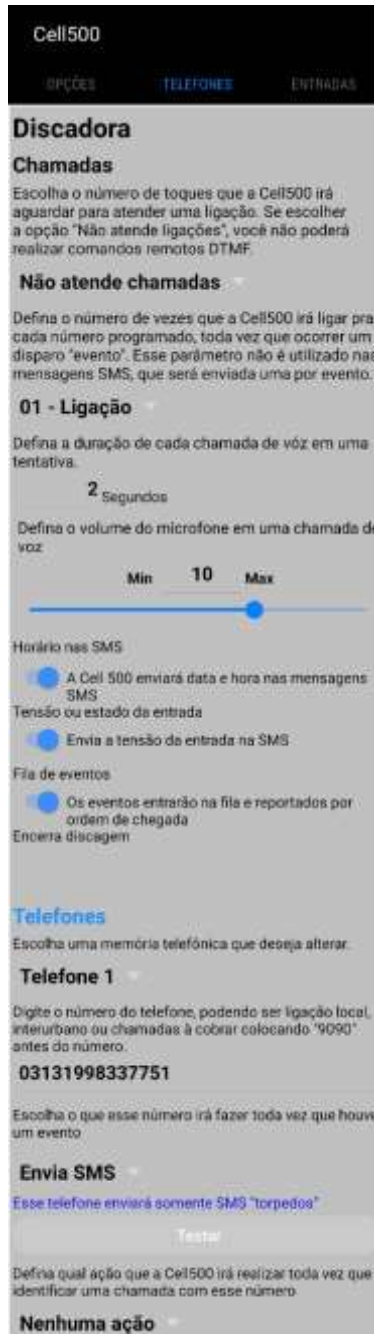 Cell500
OPÇÕES TELEFONES ENTRADAS
Discadora
Chamadas
Escolha o número de toques que a Cell500 irá
aguardar para atender uma ligação. Se escolher
a opção "Não atende ligações", você não poderá
realizar comandos remotos DTMF.
Não atende chamadas
Defina o número de vezes que a Cell500 irá ligar pra
cada número programado, toda vez que ocorrer um
disparo "evento". Esse parâmetro não é utilizado nas
mensagens SMS, que será enviada uma por evento.
01 - Ligação
Defina a duração de cada chamada de vóz em uma
tentativa.
2 Segundos
Defina o volume do microfone em uma chamada de
voz
Min 10 Max
Horário nas SMS
A Cell 500 enviará data e hora nas mensagens
SMS
Tensão ou estado da entrada
Envia a tensão da entrada na SMS
Fila de eventos
Os eventos entrarão na fila e reportados por
ordem de chegada
Encerra discagem
Telefones
Escolha uma memória telefônica que deseja alterar.
Telefone 1
Digite o número do telefone, podendo ser ligação local,
interurbano ou chamadas à cobrar colocando "9090"
antes do número.
03131998337751
Escolha o que esse número irá fazer toda vez que houve
um evento
Envia SMS
Esse telefone enviará somente SMS "torpedos"
Testar
Defina qual ação que a Cell500 irá realizar toda vez que
identificar uma chamada com esse número
Nenhuma ação